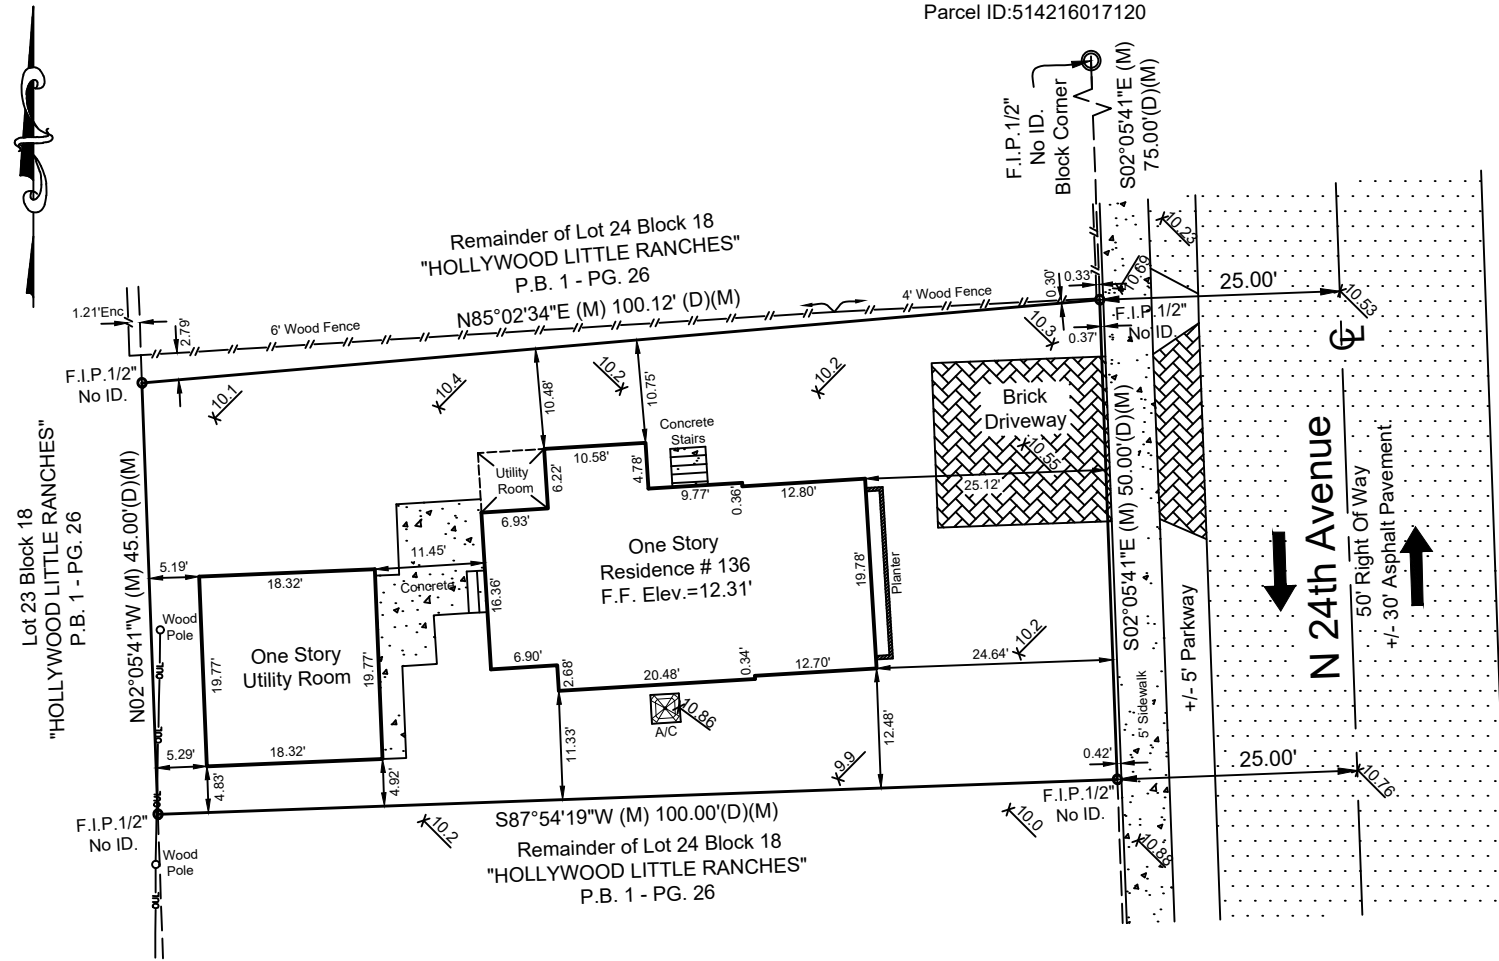 Parcel ID:514216017120
F.I.P.1/2"
No ID.
Block Corner
S02°05'41"E (M)
75.00'(D)(M)
Remainder of Lot 24 Block 18
"HOLLYWOOD LITTLE RANCHES"
P.B. 1 - PG. 26
N85°02'34"E (M) 100.12' (D)(M)
6' Wood Fence
4' Wood Fence
1.21'Enc
2.79'
0.30'
0.33'
10.69
10.23
25.00'
10.53
F.I.P.1/2"
No ID.
0.37'
F.I.P.1/2"
No ID.
10.1
10.4
10.48'
10.2
10.75'
10.2
10.3
Brick
Driveway
10.55
25.12'
Concrete
Stairs
Utility
Room
10.58'
6.22'
4.78'
9.77'
0.36'
12.80'
6.93'
11.45'
Concrete
16.36'
One Story
Residence # 136
F.F. Elev.=12.31'
19.78'
Planter
Lot 23 Block 18
"HOLLYWOOD LITTLE RANCHES"
P.B. 1 - PG. 26
N02°05'41"W (M) 45.00'(D)(M)
5.19'
18.32'
Wood
Pole
OUL
19.77'
One Story
Utility Room
19.77'
6.90'
2.68'
20.48'
0.34'
12.70'
24.64'
10.2
A/C
10.86
5.29'
18.32'
OUL
4.83'
4.92'
11.33'
12.48'
9.9
OUL
S02°05'41"E (M) 50.00'(D)(M)
5' Sidewalk
+/- 5' Parkway
CL
N 24th Avenue
50' Right Of Way
+/- 30' Asphalt Pavement
0.42'
25.00'
10.76
F.I.P.1/2"
No ID.
F.I.P.1/2"
No ID.
10.2
S87°54'19"W (M) 100.00'(D)(M)
10.0
10.88
Wood
Pole
OUL
Remainder of Lot 24 Block 18
"HOLLYWOOD LITTLE RANCHES"
P.B. 1 - PG. 26